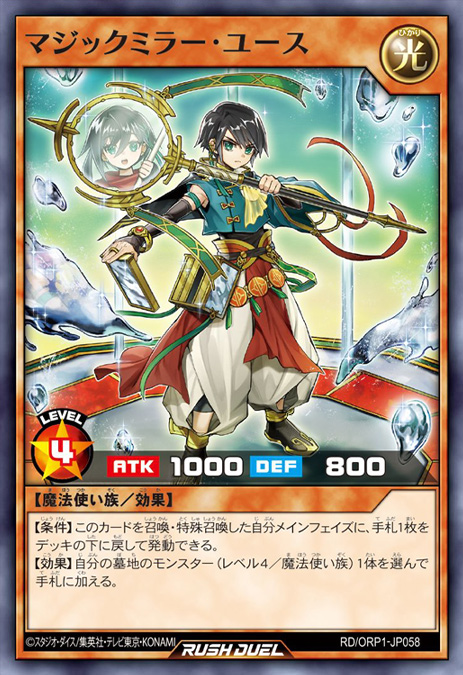 マジックミラー・ユース
ひかり
光
LEVEL
4
ATK 1000 DEF 800
【魔法使い族／効果】
【条件】このカードを召喚・特殊召喚した自分メインフェイズに、手札1枚を
デッキの下に戻して発動できる。
【効果】自分の墓地のモンスター（レベル4／魔法使い族）1体を選んで
手札に加える。
©スタジオ・ダイス/集英社・テレビ東京・KONAMI
RUSH DUEL
RD/ORP1-JP058